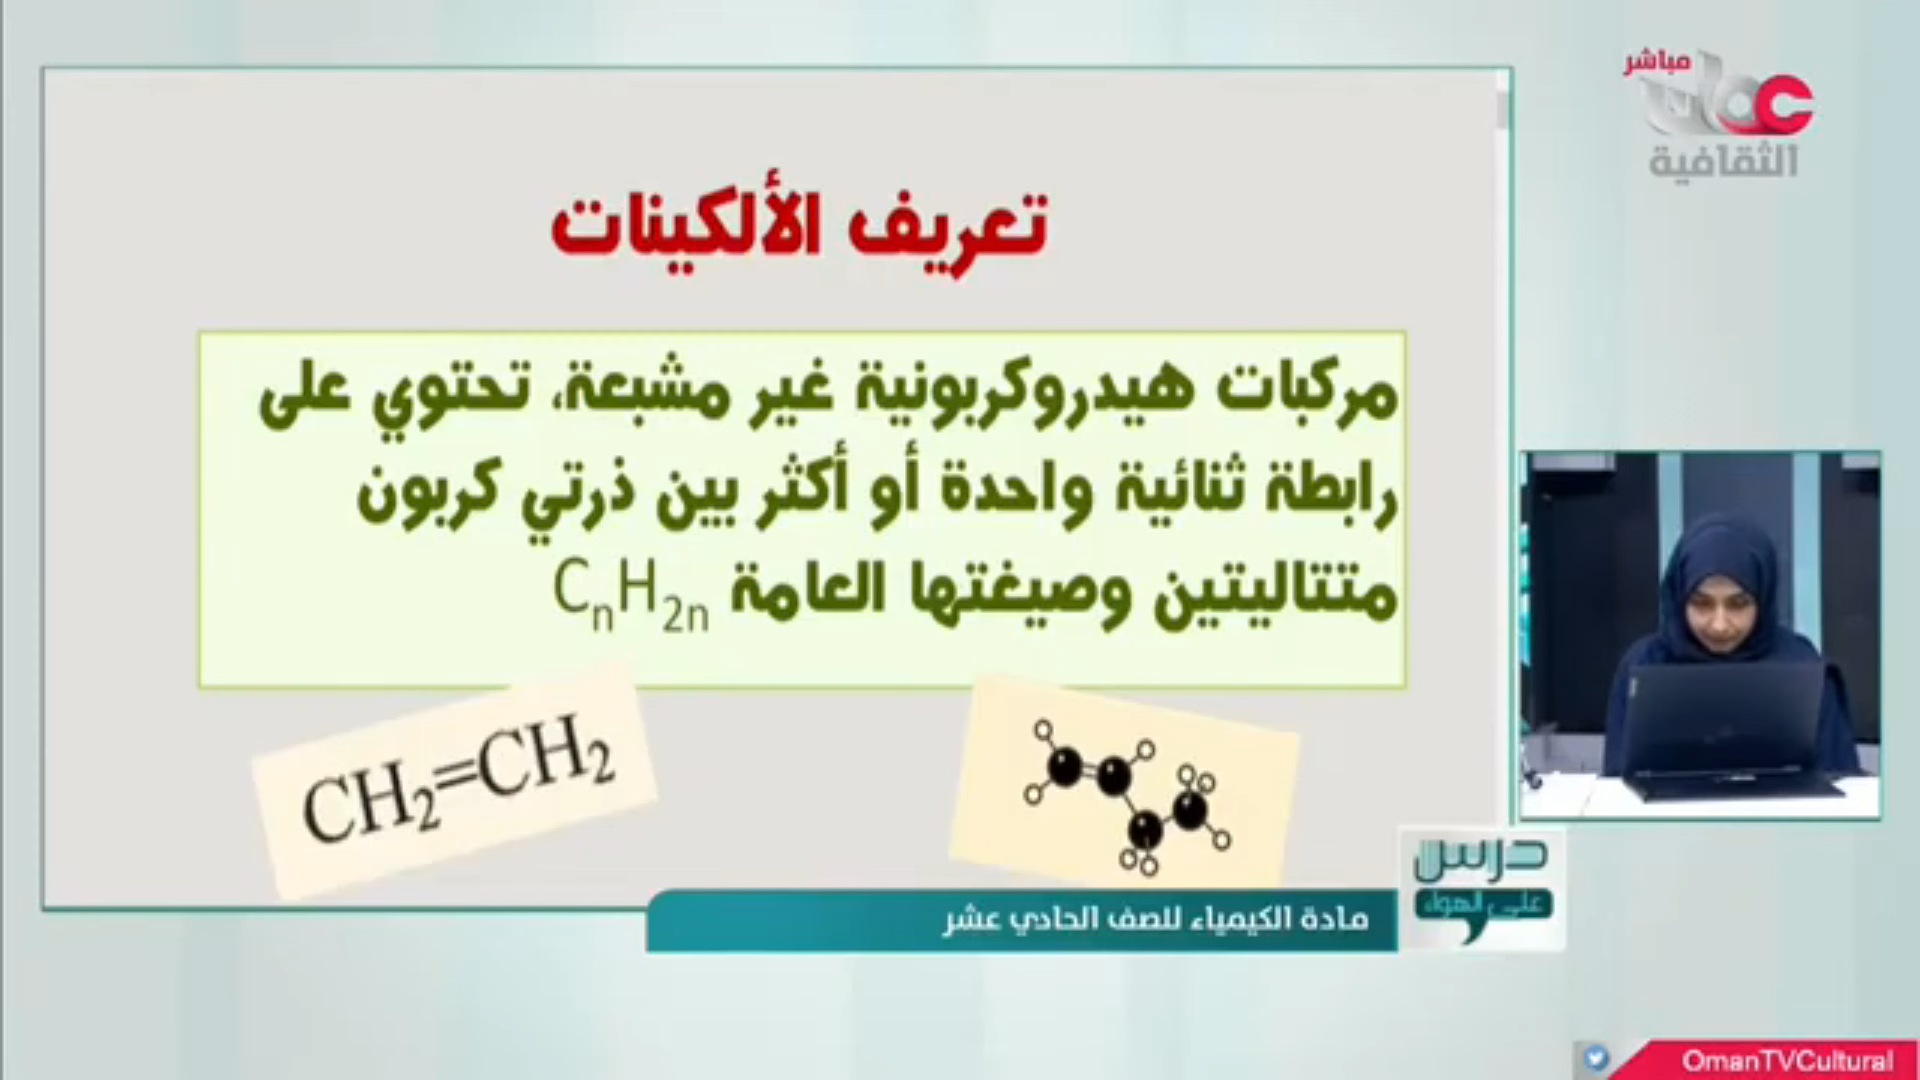 مباشر
عمان
الثقافية
تعريف الألكينات
مركبات هيدروكربونية غير مشبعة، تحتوي على
رابطة ثنائية واحدة أو أكثر بين ذرتي كربون
متتاليتين وصيغتها العامة CₙH₂ₙ
CH₂=CH₂
درس
على الهواء
مادة الكيمياء للصف الحادي عشر
OmanTVCultural